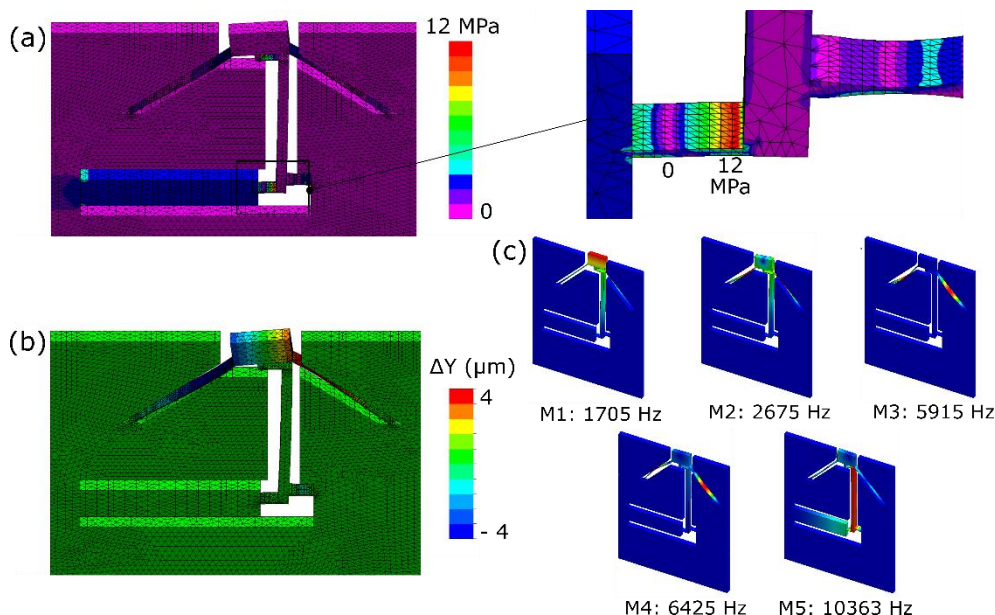 (a)
12 MPa
0
0
12
MPa
(b)
ΔY (μm)
4
- 4
(c)
M1: 1705 Hz
M2: 2675 Hz
M3: 5915 Hz
M4: 6425 Hz
M5: 10363 Hz